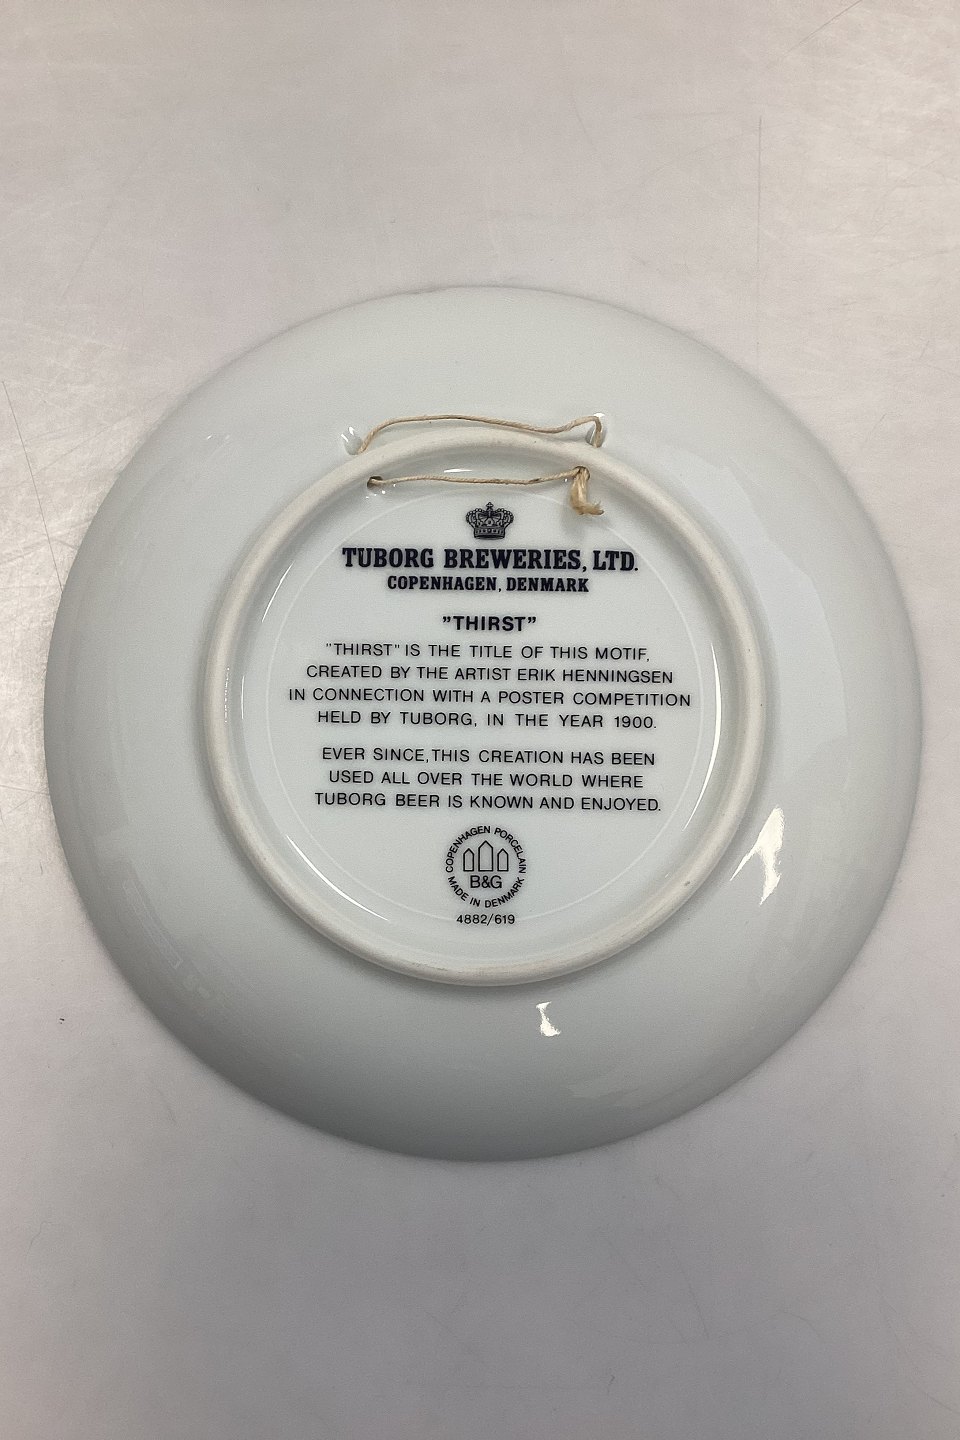 TUBORG BREWERIES, LTD.
COPENHAGEN, DENMARK
"THIRST"
"THIRST" IS THE TITLE OF THIS MOTIF,
CREATED BY THE ARTIST ERIK HENNINGSEN
IN CONNECTION WITH A POSTER COMPETITION
HELD BY TUBORG, IN THE YEAR 1900.
EVER SINCE, THIS CREATION HAS BEEN
USED ALL OVER THE WORLD WHERE
TUBORG BEER IS KNOWN AND ENJOYED.
COPENHAGEN PORCELAIN
B&G
MADE IN DENMARK
4882/619